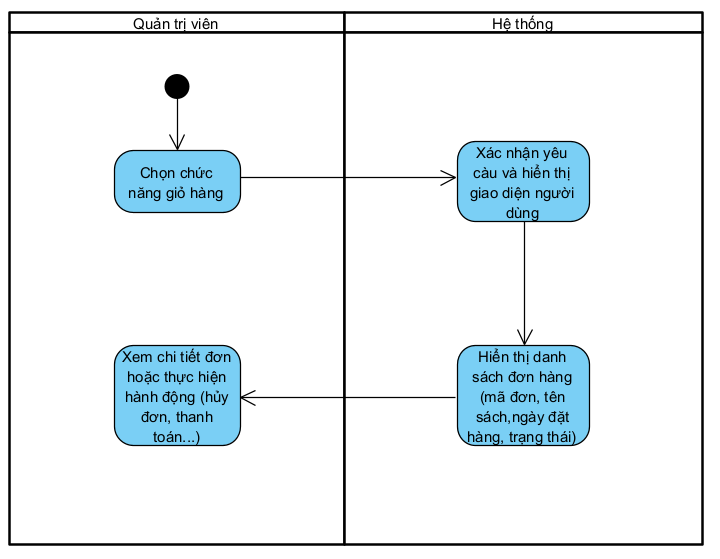 Quản trị viên
Hệ thống
Chọn chức
năng giỏ hàng
Xác nhận yêu
càu và hiển thị
giao diện người
dùng
Xem chi tiết đơn
hoặc thực hiện
hành động (hủy
đơn, thanh
toán...)
Hiển thị danh
sách đơn hàng
(mã đơn, tên
sách,ngày đặt
hàng, trạng thái)